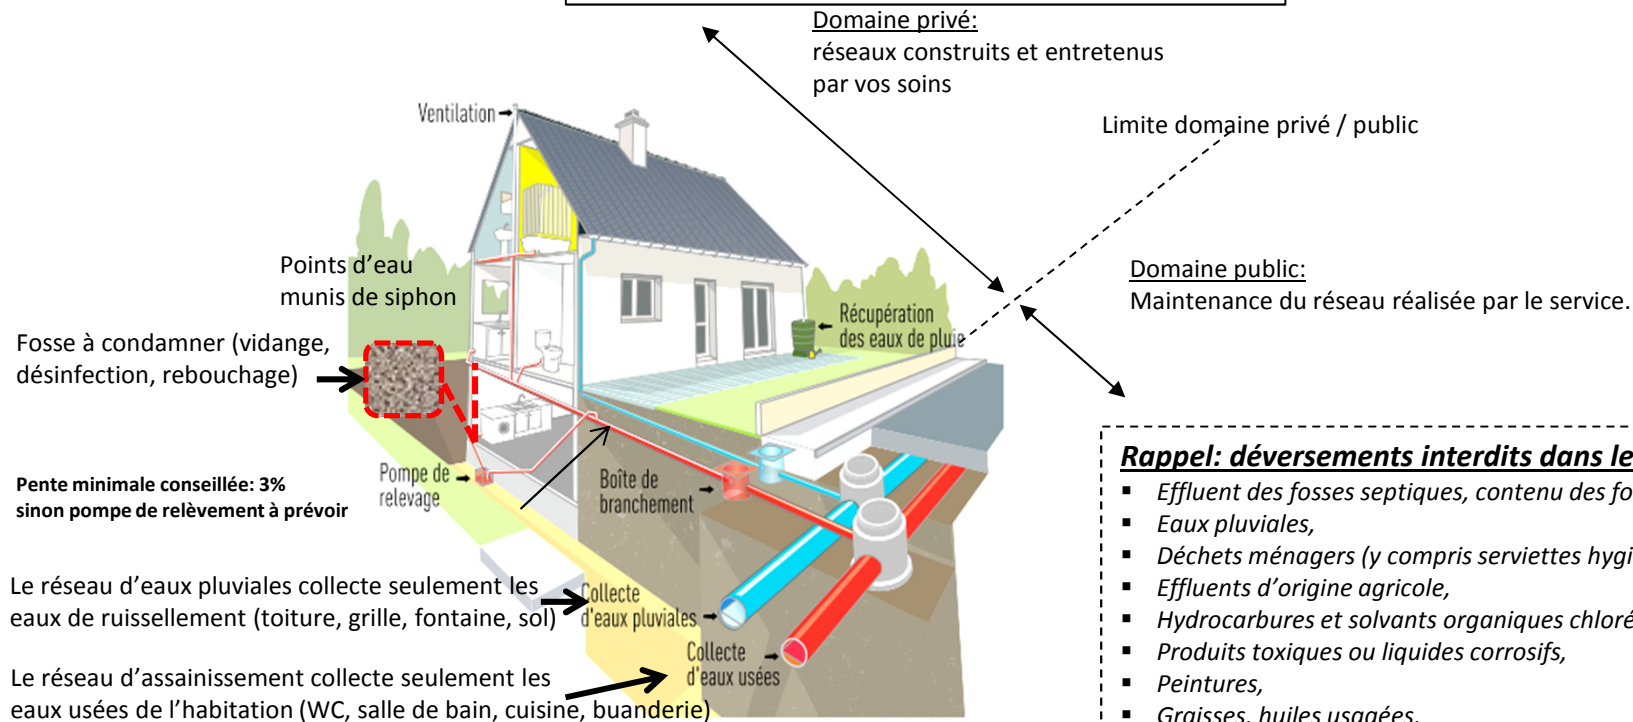 Domaine privé:
réseaux construits et entretenus
par vos soins
Limite domaine privé / public
Ventilation
Points d'eau
munis de siphon
Domaine public:
Maintenance du réseau réalisée par le service.
Récupération
des eaux de pluie
Fosse à condamner (vidange,
désinfection, rebouchage)
Pompe de
relevage
Boîte de
branchement
Pente minimale conseillée: 3%
sinon pompe de relèvement à prévoir
Le réseau d'eaux pluviales collecte seulement les
eaux de ruissellement (toiture, grille, fontaine, sol)
Collecte
d'eaux pluviales
Collecte
d'eaux usées
Le réseau d'assainissement collecte seulement les
eaux usées de l'habitation (WC, salle de bain, cuisine, buanderie)
Rappel: déversements interdits dans le
▪ Effluent des fosses septiques, contenu des fo
▪ Eaux pluviales,
▪ Déchets ménagers (y compris serviettes hygi
▪ Effluents d'origine agricole,
▪ Hydrocarbures et solvants organiques chloré
▪ Produits toxiques ou liquides corrosifs,
▪ Peintures,
▪ Graisses, huiles usagées,